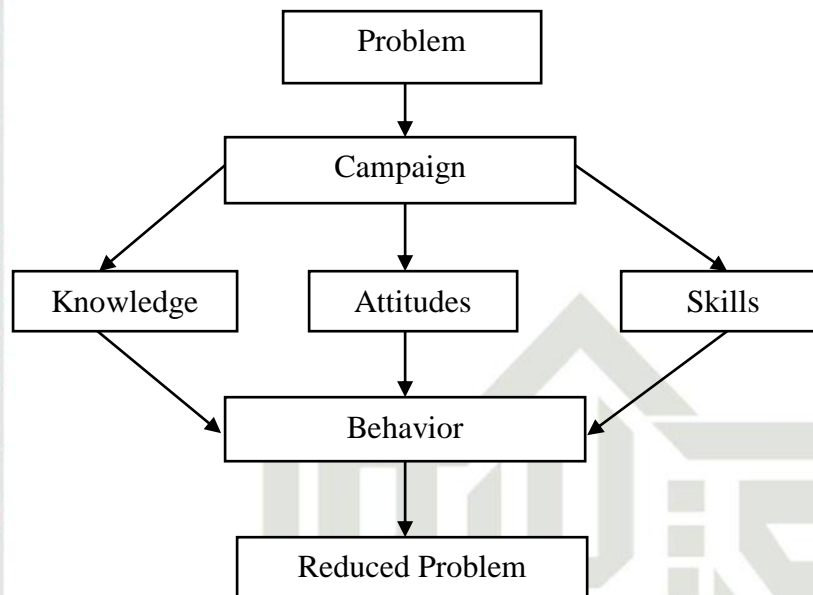 Problem
Campaign
Knowledge
Attitudes
Skills
Behavior
Reduced Problem